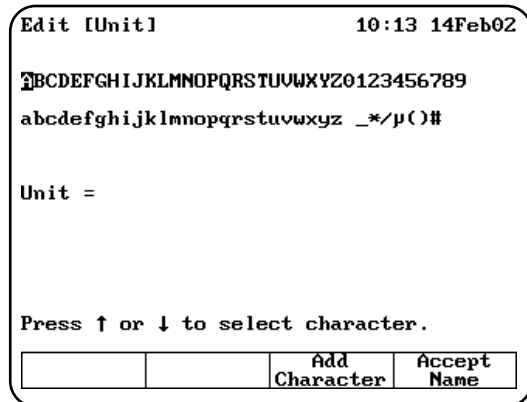 Edit [Unit] 10:13 14Feb02
ABCDEFGHIJKLMNOPQRSTUVWXYZ0123456789
abcdefghijklmnopqrstuvwxyz _*/µ()#
Unit =
Press ↑ or ↓ to select character.
Add Character Accept Name